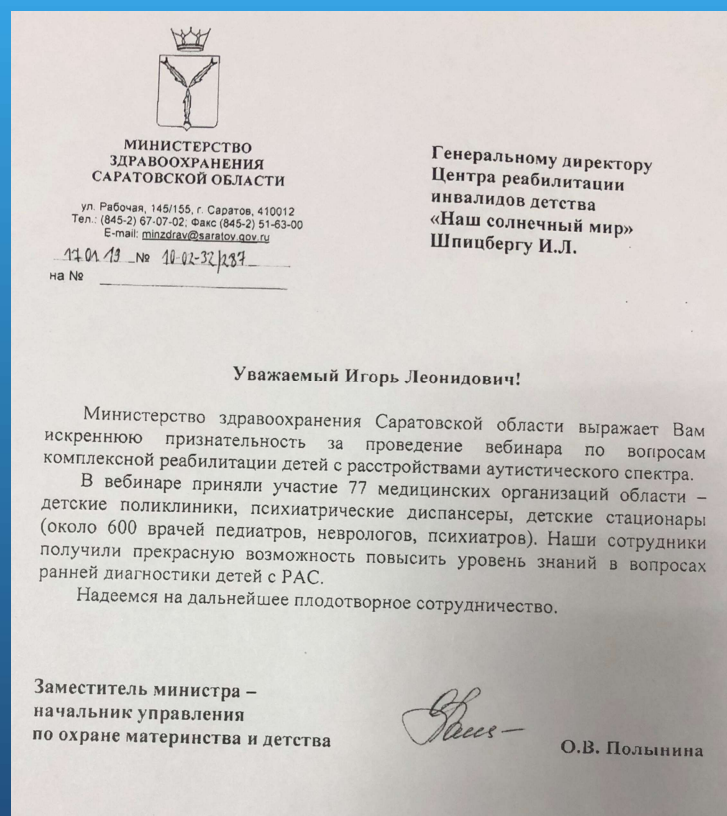 МИНИСТЕРСТВО
ЗДРАВООХРАНЕНИЯ
САРАТОВСКОЙ ОБЛАСТИ
ул. Рабочая, 145/155, г. Саратов, 410012
Тел.: (845-2) 67-07-02; Факс (845-2) 51-63-00
E-mail: minzdrav@saratov.gov.ru
17.01.19 № 10-02-32/287
на №
Генеральному директору
Центра реабилитации
инвалидов детства
«Наш солнечный мир»
Шпицбергу И.Л.
Уважаемый Игорь Леонидович!
Министерство здравоохранения Саратовской области выражает Вам
искреннюю признательность за проведение вебинара по вопросам
комплексной реабилитации детей с расстройствами аутистического спектра.
В вебинаре приняли участие 77 медицинских организаций области –
детские поликлиники, психиатрические диспансеры, детские стационары
(около 600 врачей педиатров, неврологов, психиатров). Наши сотрудники
получили прекрасную возможность повысить уровень знаний в вопросах
ранней диагностики детей с РАС.
Надеемся на дальнейшее плодотворное сотрудничество.
Заместитель министра –
начальник управления
по охране материнства и детства
О.В. Полынина